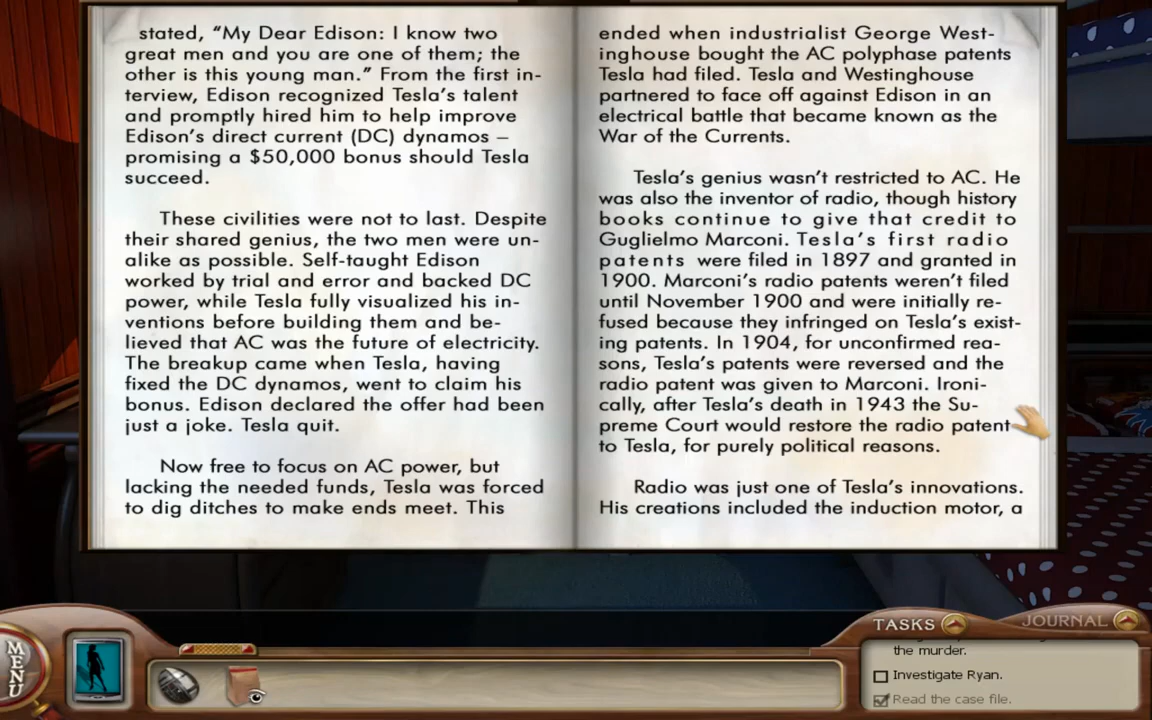 stated, “My Dear Edison: I know two
great men and you are one of them; the
other is this young man.” From the first in-
terview, Edison recognized Tesla’s talent
and promptly hired him to help improve
Edison’s direct current (DC) dynamos –
promising a $50,000 bonus should Tesla
succeed.
These civilities were not to last. Despite
their shared genius, the two men were un-
alike as possible. Self-taught Edison
worked by trial and error and backed DC
power, while Tesla fully visualized his in-
ventions before building them and be-
lieved that AC was the future of electricity.
The breakup came when Tesla, having
fixed the DC dynamos, went to claim his
bonus. Edison declared the offer had been
just a joke. Tesla quit.
Now free to focus on AC power, but
lacking the needed funds, Tesla was forced
to dig ditches to make ends meet. This
ended when industrialist George West-
inghouse bought the AC polyphase patents
Tesla had filed. Tesla and Westinghouse
partnered to face off against Edison in an
electrical battle that became known as the
War of the Currents.
Tesla’s genius wasn’t restricted to AC. He
was also the inventor of radio, though history
books continue to give that credit to
Guglielmo Marconi. Tesla’s first radio
patents were filed in 1897 and granted in
1900. Marconi’s radio patents weren’t filed
until November 1900 and were initially re-
fused because they infringed on Tesla’s exist-
ing patents. In 1904, for unconfirmed rea-
sons, Tesla’s patents were reversed and the
radio patent was given to Marconi. Ironi-
cally, after Tesla’s death in 1943 the Su-
preme Court would restore the radio patent
to Tesla, for purely political reasons.
Radio was just one of Tesla’s innovations.
His creations included the induction motor, a
MENU
TASKS
JOURNAL
the murder.
Investigate Ryan.
Read the case file.